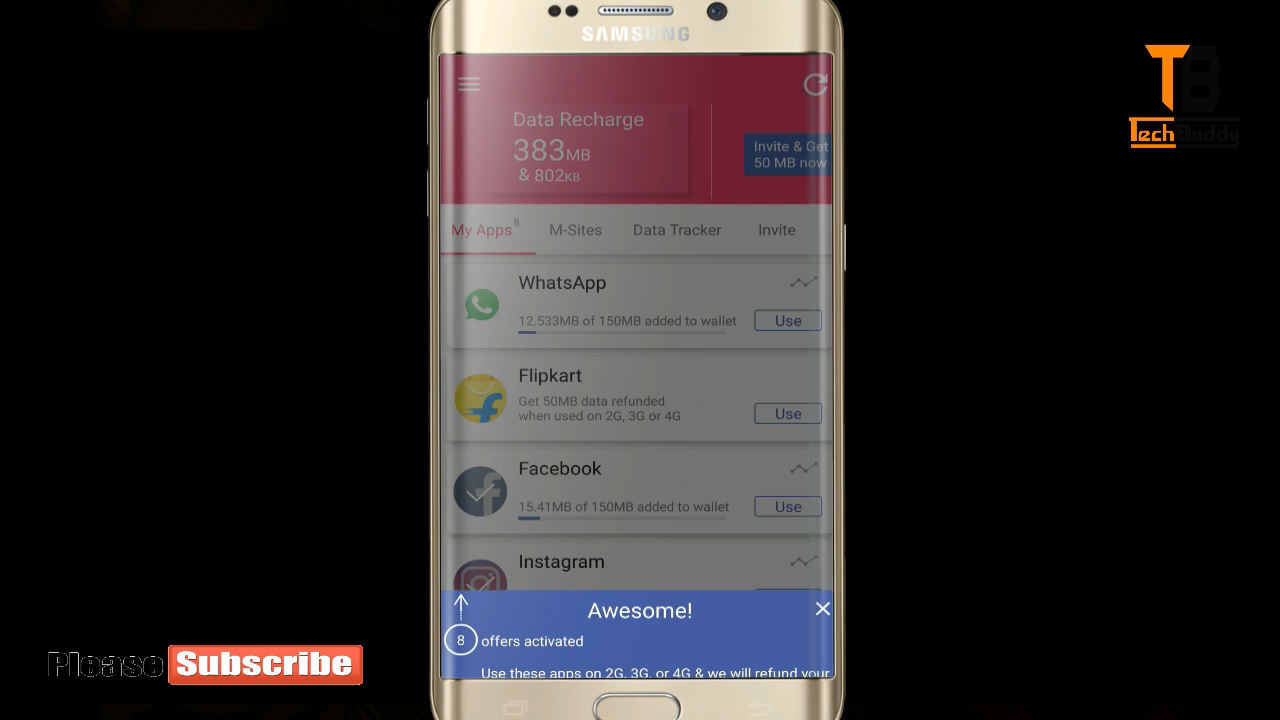 SAMSUNG
Data Recharge
383MB
& 802KB
Invite & Get
50 MB now
My Apps 8
M-Sites
Data Tracker
Invite
WhatsApp
12.533MB of 150MB added to wallet
Use
Flipkart
Get 50MB data refunded
when used on 2G, 3G or 4G
Use
Facebook
15.41MB of 150MB added to wallet
Use
Instagram
Awesome!
8 offers activated
Use these apps on 2G, 3G, or 4G & we will refund your
TB
TechBuddy
Please Subscribe